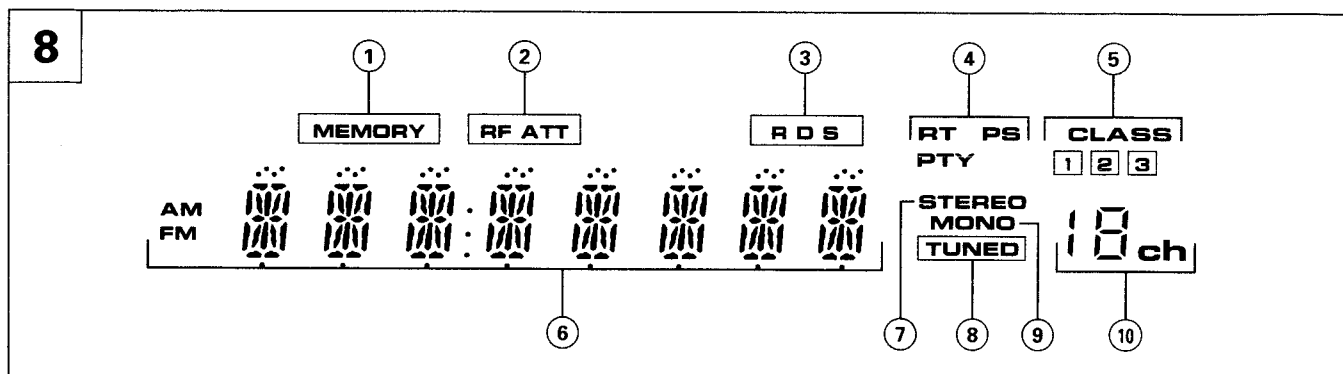 8
1 2 3 4 5
MEMORY RF ATT R D S RT PS CLASS
PTY 1 2 3
AM STEREO
FM MONO
TUNED 18 ch
6 7 8 9 10